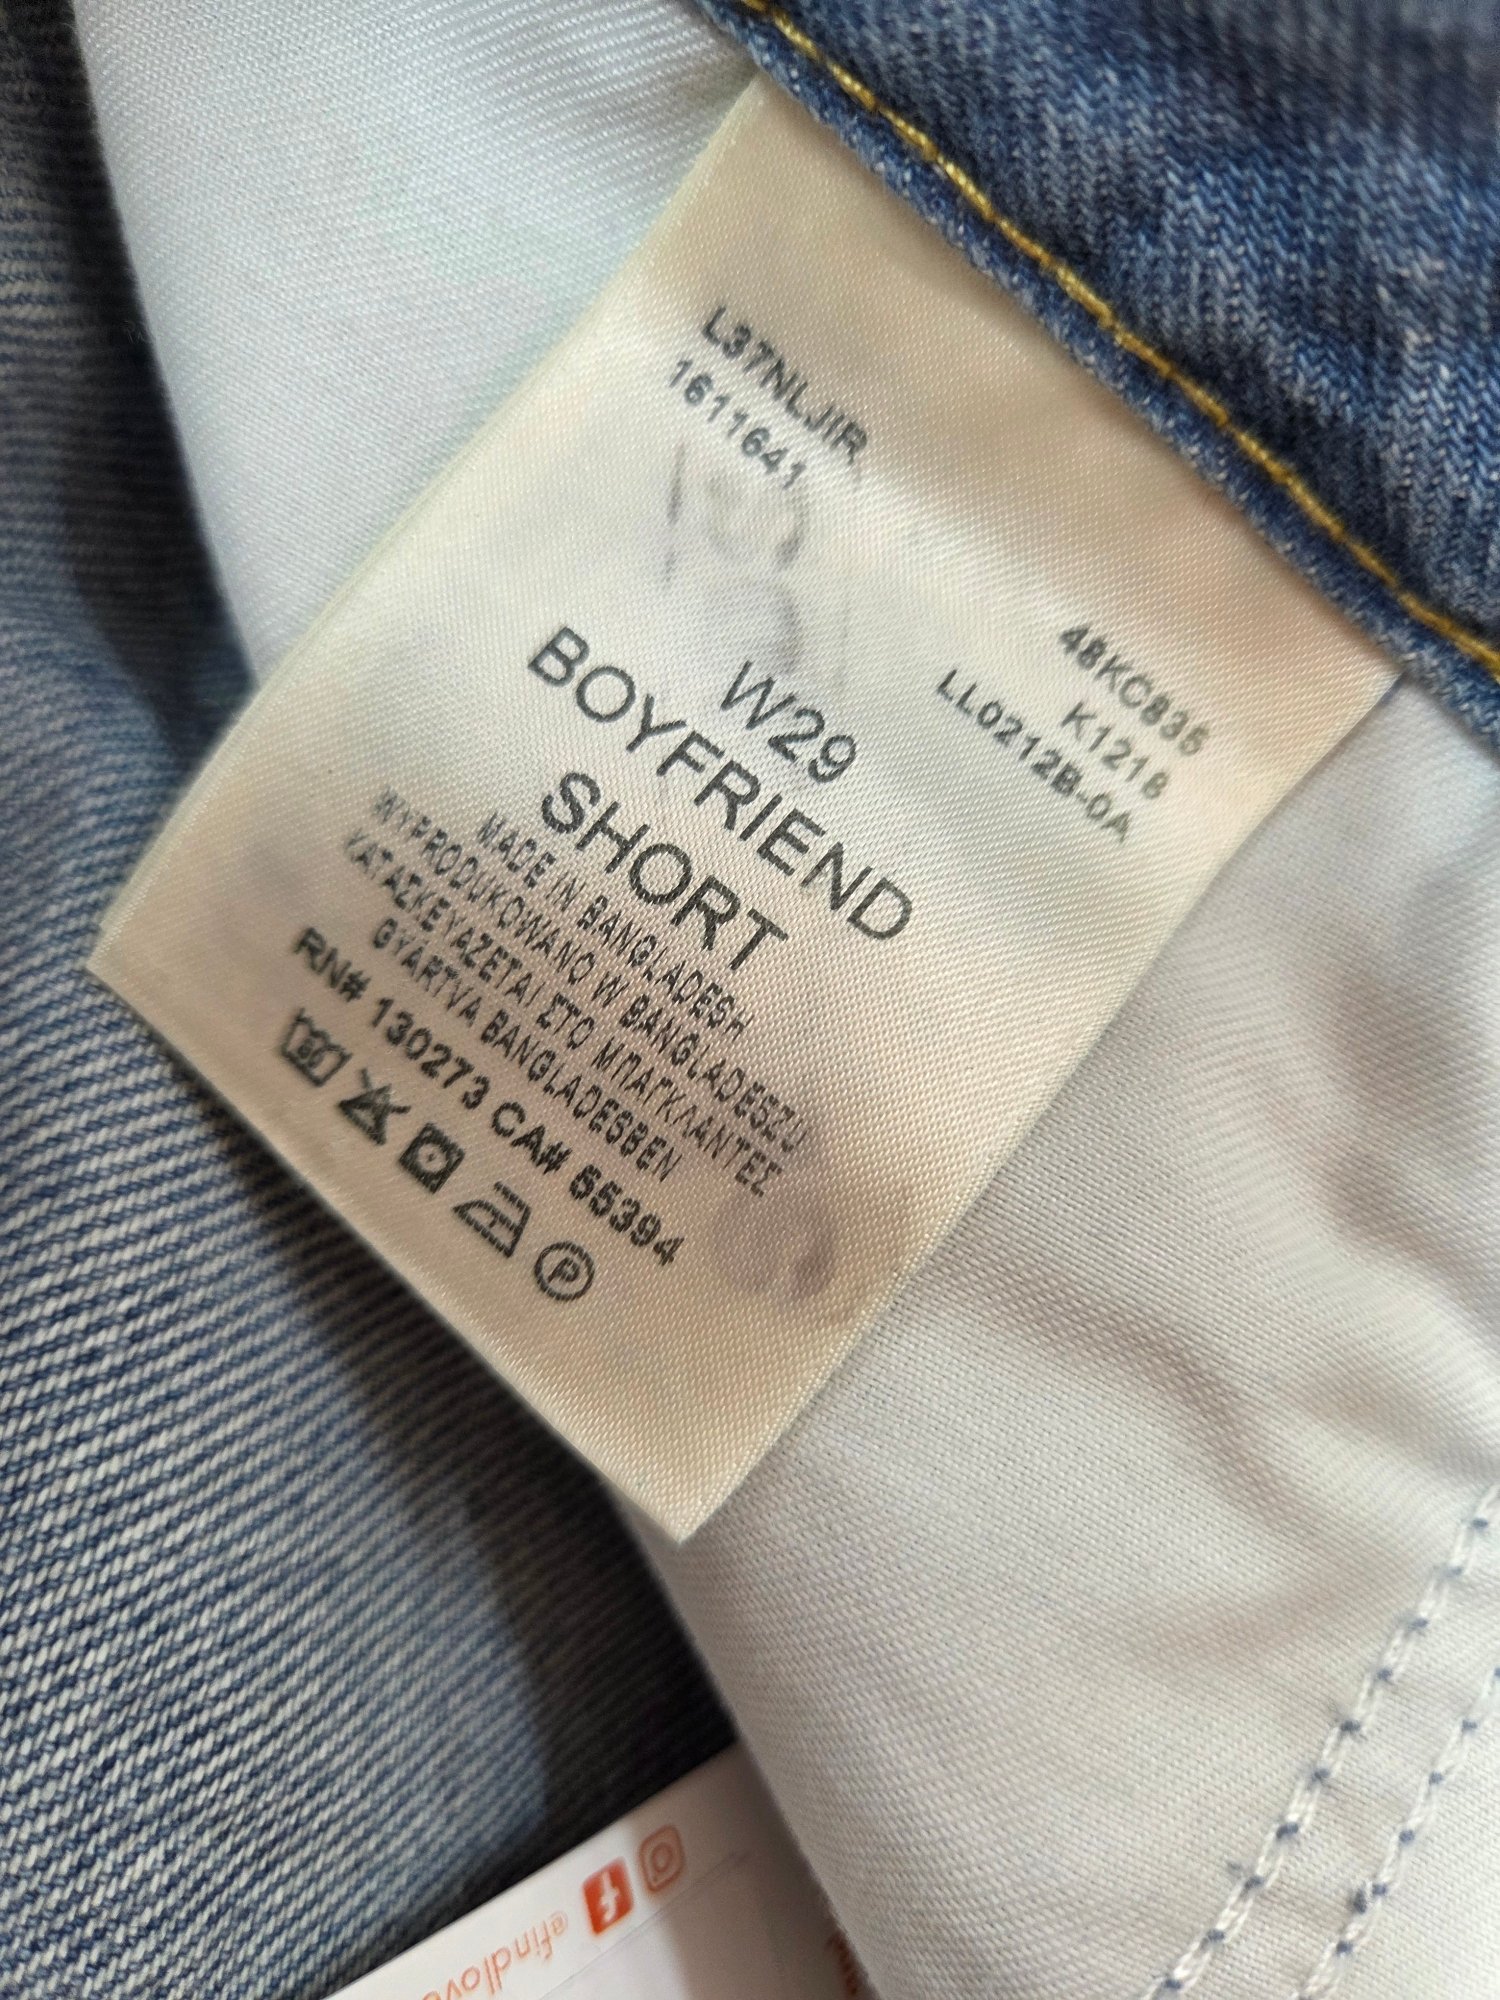 L37NLJIR
1611641
48KC835
K1218
LL0212B-0A
W29
BOYFRIEND
SHORT
MADE IN BANGLADESH
WYPRODUKOWANO W BANGLADESZU
ΚΑΤΑΣΚΕΥΑΖΕΤΑΙ ΣΤΟ ΜΠΑΓΚΛΑΝΤΕΣ
GYÁRTVA BANGLADESBEN
RN# 130273 CA# 55394
P
@findlove